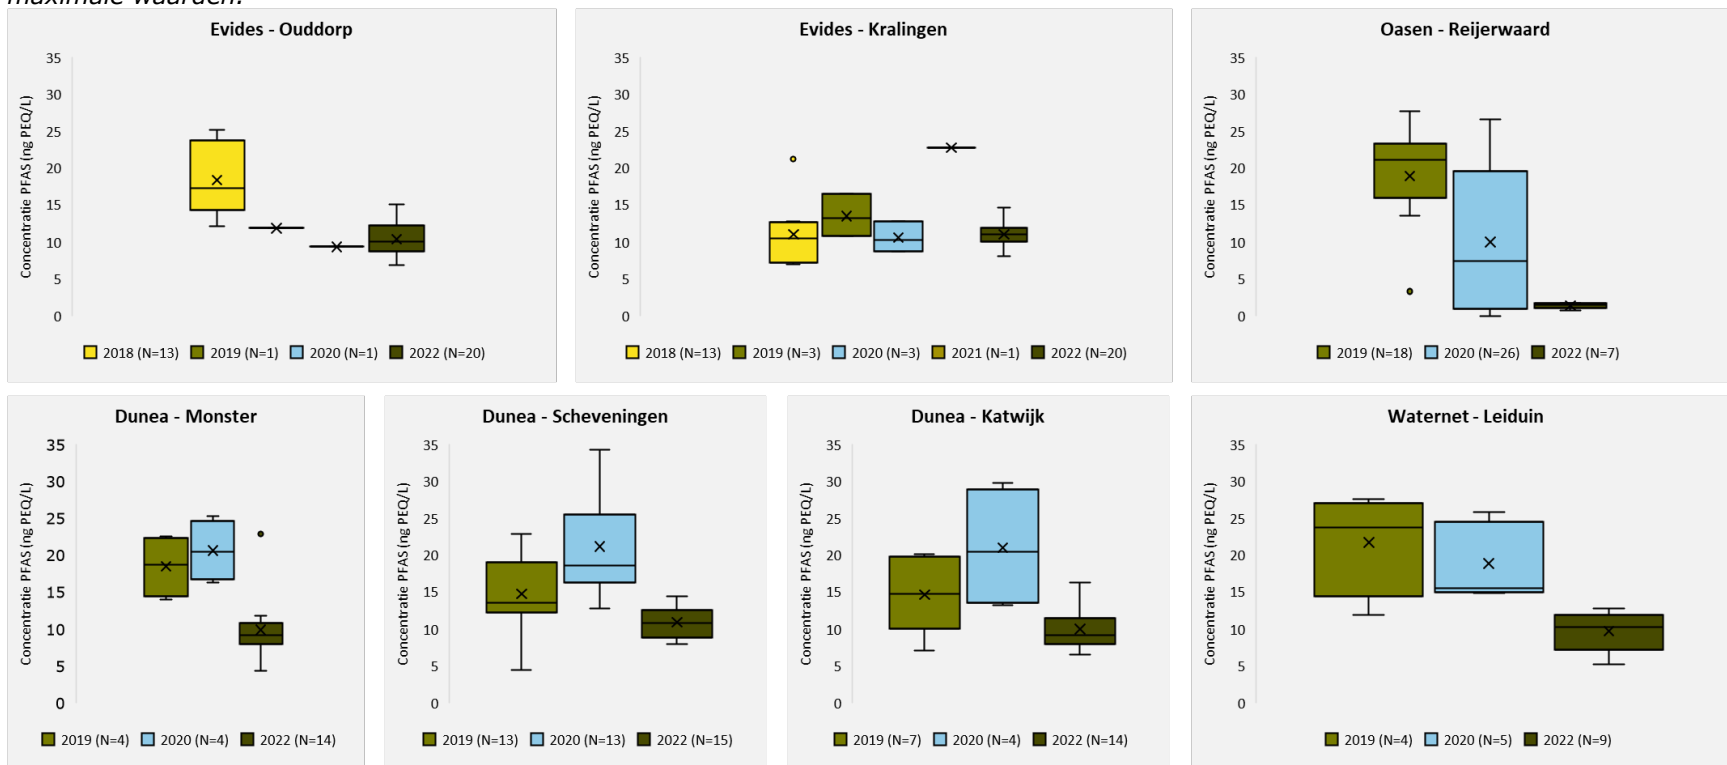 maximale waarden.
Evides - Ouddorp
Concentratie PFAS (ng PEQ/L)
35
30
25
20
15
10
5
0
2018 (N=13) 2019 (N=1) 2020 (N=1) 2022 (N=20)
Evides - Kralingen
Concentratie PFAS (ng PEQ/L)
35
30
25
20
15
10
5
0
2018 (N=13) 2019 (N=3) 2020 (N=3) 2021 (N=1) 2022 (N=20)
Oasen - Reijerwaard
Concentratie PFAS (ng PEQ/L)
35
30
25
20
15
10
5
0
2019 (N=18) 2020 (N=26) 2022 (N=7)
Dunea - Monster
Concentratie PFAS (ng PEQ/L)
35
30
25
20
15
10
5
0
2019 (N=4) 2020 (N=4) 2022 (N=14)
Dunea - Scheveningen
Concentratie PFAS (ng PEQ/L)
35
30
25
20
15
10
5
0
2019 (N=13) 2020 (N=13) 2022 (N=15)
Dunea - Katwijk
Concentratie PFAS (ng PEQ/L)
35
30
25
20
15
10
5
0
2019 (N=7) 2020 (N=4) 2022 (N=14)
Waternet - Leiduin
Concentratie PFAS (ng PEQ/L)
35
30
25
20
15
10
5
0
2019 (N=4) 2020 (N=5) 2022 (N=9)